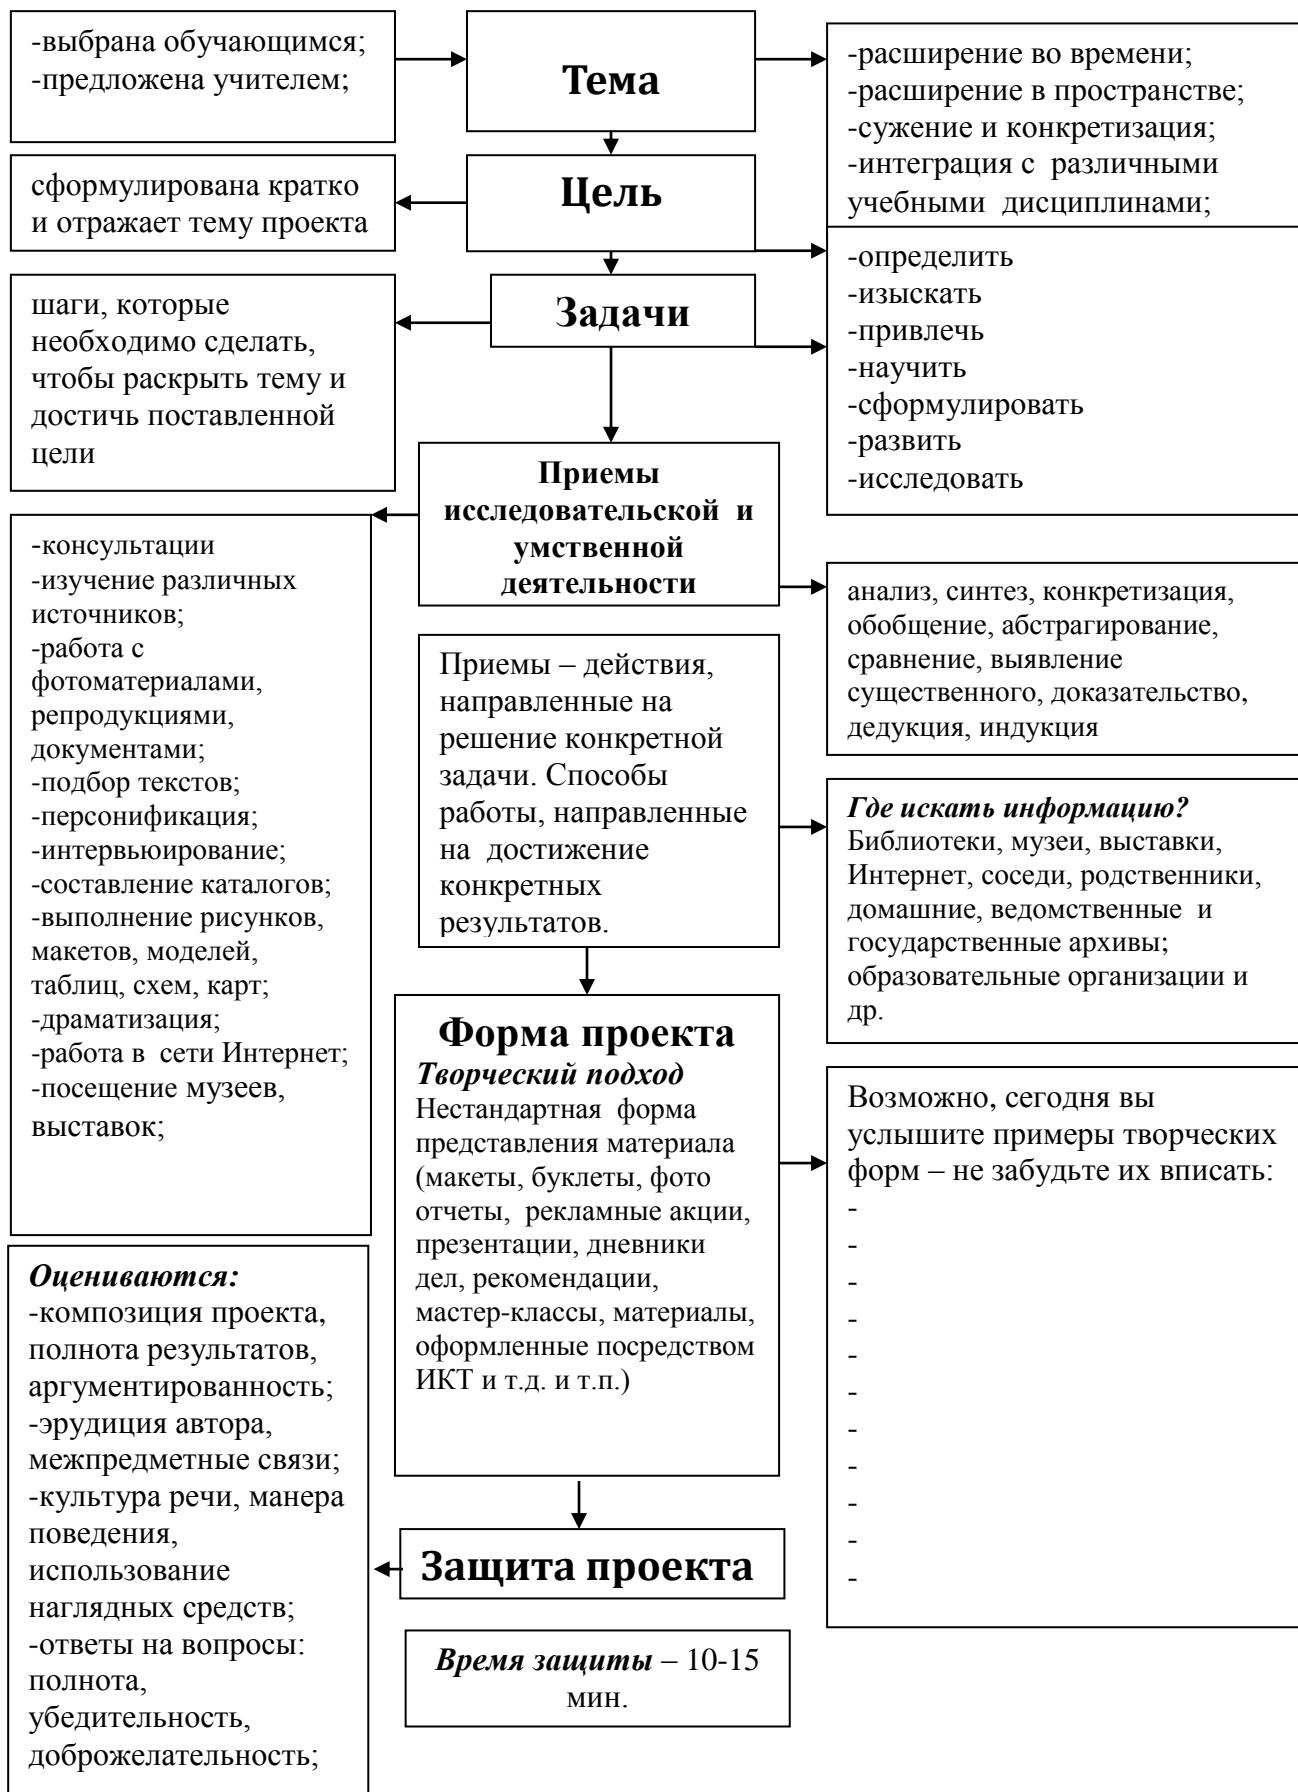 -выбрана обучающимся;
-предложена учителем;
Тема
-расширение во времени;
-расширение в пространстве;
-сужение и конкретизация;
-интеграция с различными
учебными дисциплинами;
сформулирована кратко
и отражает тему проекта
Цель
-определить
-изыскать
-привлечь
-научить
-сформулировать
-развить
-исследовать
шаги, которые
необходимо сделать,
чтобы раскрыть тему и
достичь поставленной
цели
Задачи
Приемы
исследовательской и
умственной
деятельности
-консультации
-изучение различных
источников;
-работа с
фотоматериалами,
репродукциями,
документами;
-подбор текстов;
-персонификация;
-интервьюирование;
-составление каталогов;
-выполнение рисунков,
макетов, моделей,
таблиц, схем, карт;
-драматизация;
-работа в сети Интернет;
-посещение музеев,
выставок;
анализ, синтез, конкретизация,
обобщение, абстрагирование,
сравнение, выявление
существенного, доказательство,
дедукция, индукция
Приемы – действия,
направленные на
решение конкретной
задачи. Способы
работы, направленные
на достижение
конкретных
результатов.
Где искать информацию?
Библиотеки, музеи, выставки,
Интернет, соседи, родственники,
домашние, ведомственные и
государственные архивы;
образовательные организации и
др.
Форма проекта
Творческий подход
Нестандартная форма
представления материала
(макеты, буклеты, фото
отчеты, рекламные акции,
презентации, дневники
дел, рекомендации,
мастер-классы, материалы,
оформленные посредством
ИКТ и т.д. и т.п.)
Возможно, сегодня вы
услышите примеры творческих
форм – не забудьте их вписать:
-
-
-
-
-
-
-
-
-
-
-
Оцениваются:
-композиция проекта,
полнота результатов,
аргументированность;
-эрудиция автора,
межпредметные связи;
-культура речи, манера
поведения,
использование
наглядных средств;
-ответы на вопросы:
полнота,
убедительность,
доброжелательность;
Защита проекта
Время защиты – 10-15
мин.